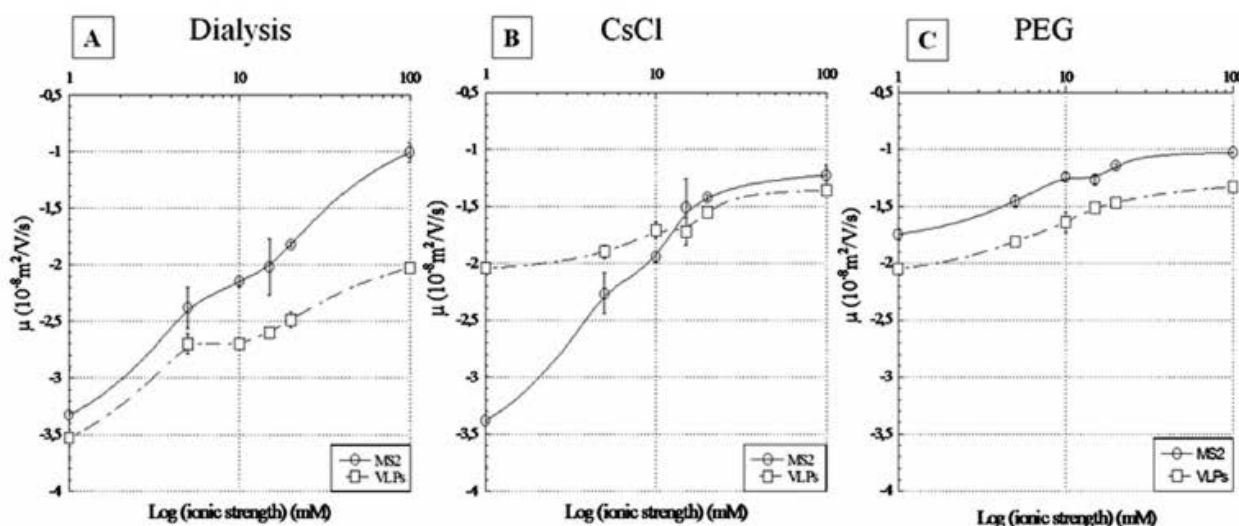 A Dialysis
1 10 100
-0,5
-1
-1,5
-2
-2,5
-3
-3,5
-4
μ (10⁻⁸m²/V/s)
MS2
VLPs
Log (ionic strength) (mM)
B CsCl
1 10 100
-0,5
-1
-1,5
-2
-2,5
-3
-3,5
-4
μ (10⁻⁸m²/V/s)
MS2
VLPs
Log (ionic strength) (mM)
C PEG
1 10 100
-0,5
-1
-1,5
-2
-2,5
-3
-3,5
-4
μ (10⁻⁸m²/V/s)
MS2
VLPs
Log (ionic strength) (mM)